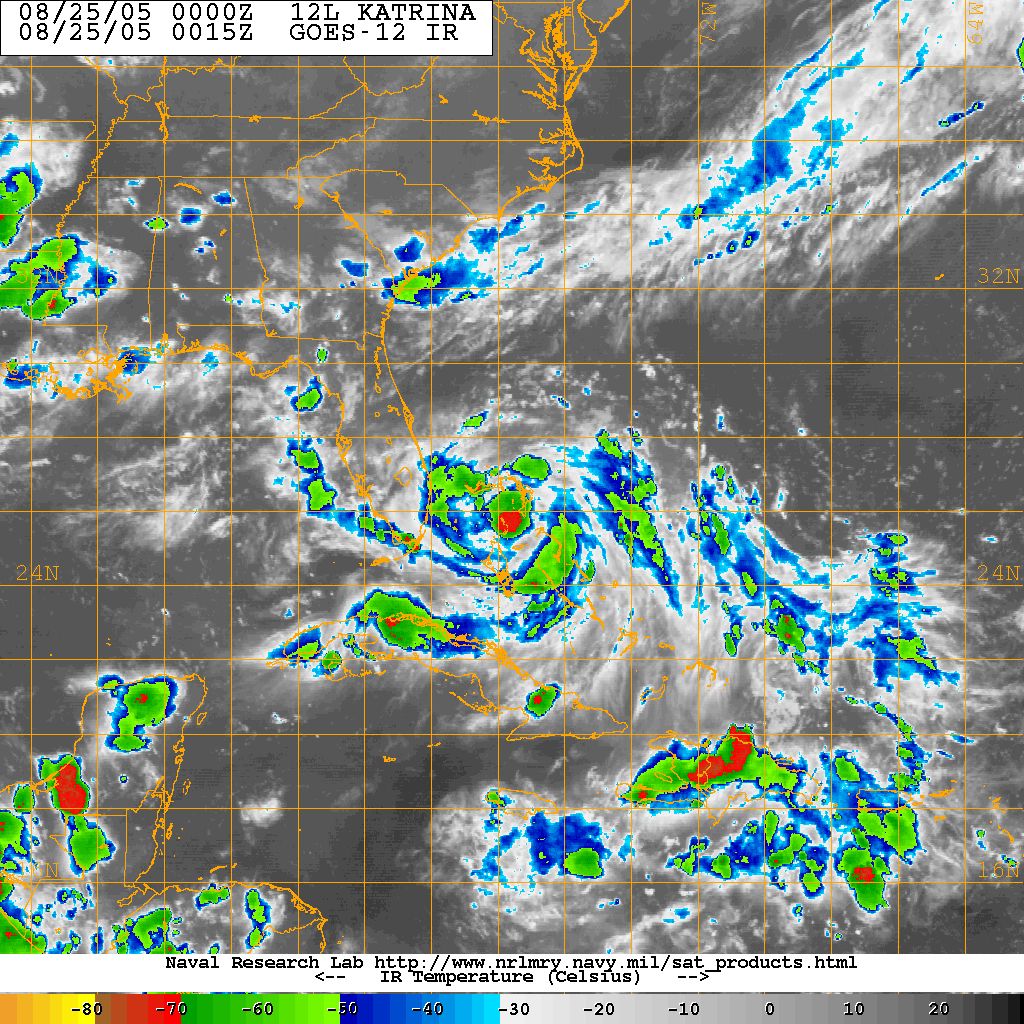 08/25/05 0000Z 12L KATRINA
08/25/05 0015Z GOES-12 IR
72W
64W
32N
24N
24N
16N
Naval Research Lab http://www.nrlmry.navy.mil/sat_products.html
<-- IR Temperature (Celsius) -->
-80 -70 -60 -50 -40 -30 -20 -10 0 10 20